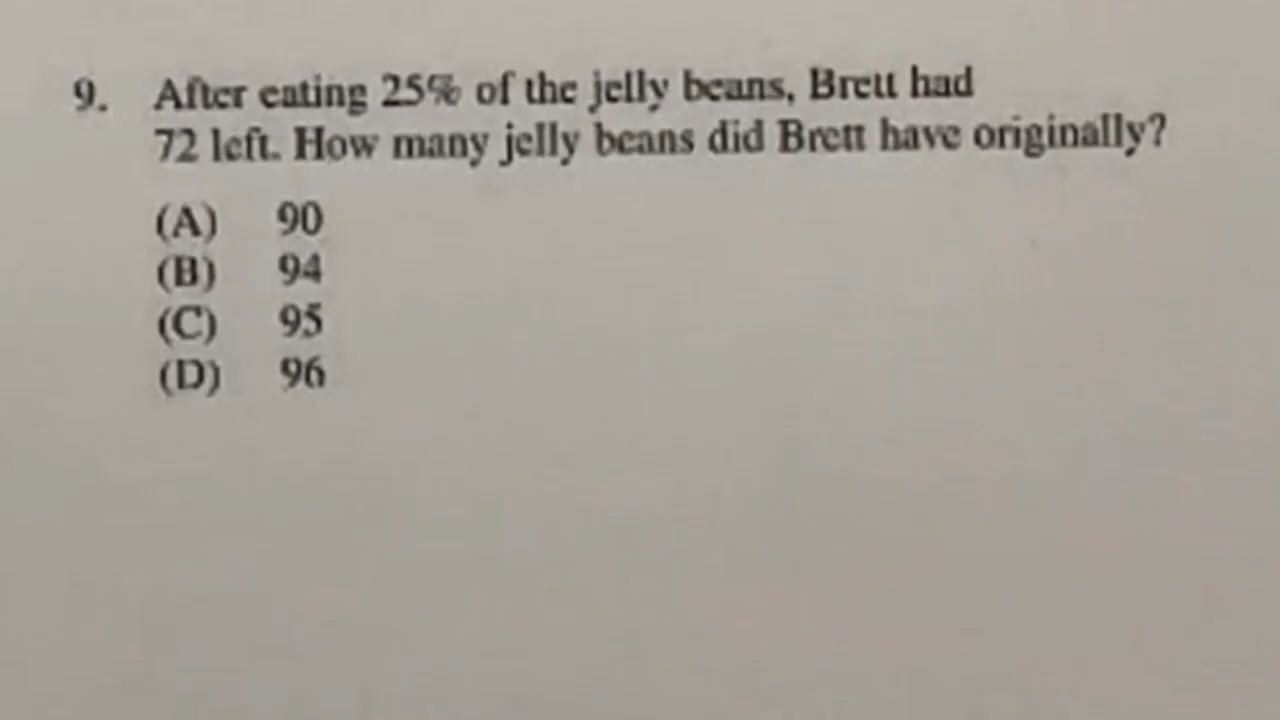 9. After eating 25% of the jelly beans, Brett had
72 left. How many jelly beans did Brett have originally?
(A) 90
(B) 94
(C) 95
(D) 96